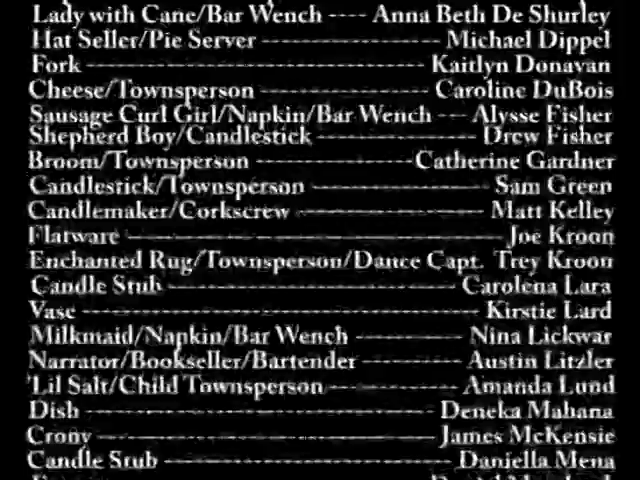 Lady with Cane/Bar Wench ---- Anna Beth De Shurley
Hat Seller/Pie Server -------------------- Michael Dippel
Fork ---------------------------------------------- Kaitlyn Donavan
Cheese/Townsperson ------------------------ Caroline DuBois
Sausage Curl Girl/Napkin/Bar Wench --- Alysse Fisher
Shepherd Boy/Candlestick ---------------------- Drew Fisher
Broom/Townsperson --------------------- Catherine Gardner
Candlestick/Townsperson ------------------------ Sam Green
Candlemaker/Corkscrew ------------------------- Matt Kelley
Flatware -------------------------------------------------- Joe Kroon
Enchanted Rug/Townsperson/Dance Capt. Trey Kroon
Candle Stub --------------------------------------- Carolena Lara
Vase ------------------------------------------------------ Kirstie Lard
Milkmaid/Napkin/Bar Wench -------------- Nina Lickwar
Narrator/Bookseller/Bartender ------------- Austin Litzler
'Lil Salt/Child Townsperson ----------------- Amanda Lund
Dish ---------------------------------------------- Deneka Mahana
Crony -------------------------------------------- James McKensie
Candle Stub ------------------------------------ Daniella Mena